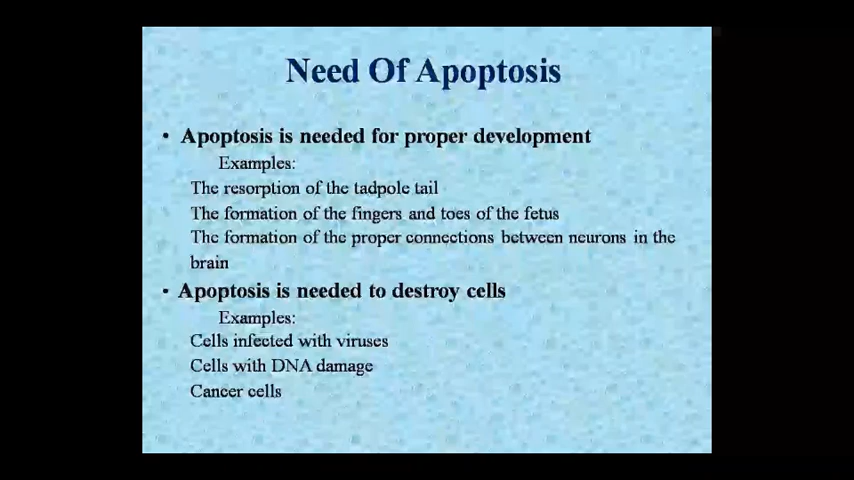 Need Of Apoptosis
• Apoptosis is needed for proper development
Examples:
The resorption of the tadpole tail
The formation of the fingers and toes of the fetus
The formation of the proper connections between neurons in the
brain
• Apoptosis is needed to destroy cells
Examples:
Cells infected with viruses
Cells with DNA damage
Cancer cells